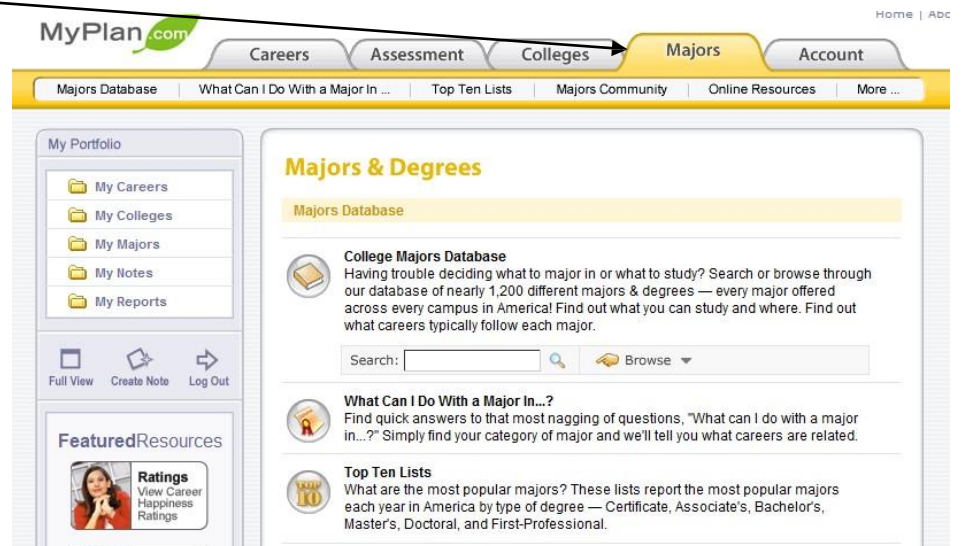 Home | Abo
MyPlan.com
Careers Assessment Colleges Majors Account
Majors Database What Can I Do With a Major In ... Top Ten Lists Majors Community Online Resources More ...
My Portfolio
My Careers
My Colleges
My Majors
My Notes
My Reports
Full View Create Note Log Out
FeaturedResources
Ratings
View Career
Happiness
Ratings
Majors & Degrees
Majors Database
College Majors Database
Having trouble deciding what to major in or what to study? Search or browse through
our database of nearly 1,200 different majors & degrees — every major offered
across every campus in America! Find out what you can study and where. Find out
what careers typically follow each major.
Search: Browse
What Can I Do With a Major In...?
Find quick answers to that most nagging of questions, "What can I do with a major
in...?" Simply find your category of major and we'll tell you what careers are related.
TOP
10
Top Ten Lists
What are the most popular majors? These lists report the most popular majors
each year in America by type of degree — Certificate, Associate's, Bachelor's,
Master's, Doctoral, and First-Professional.